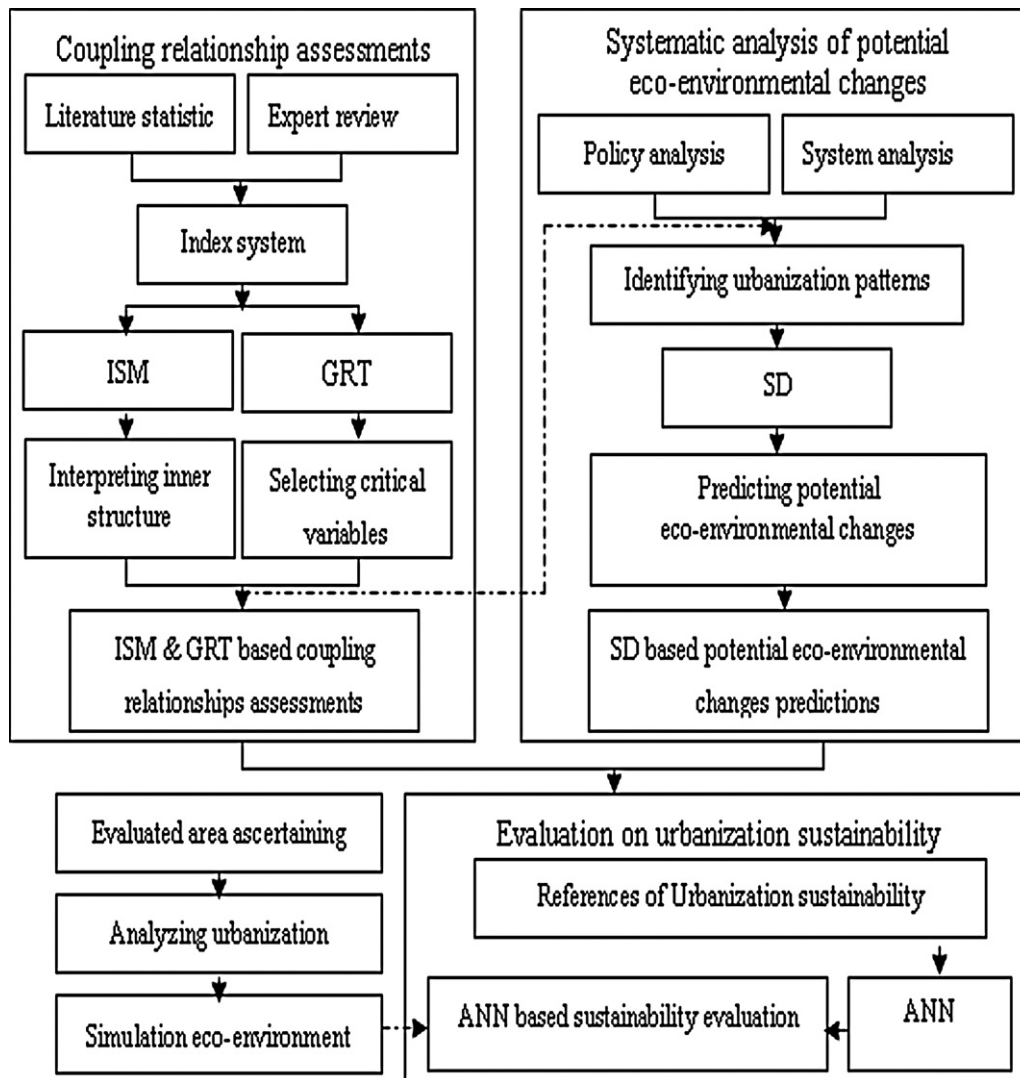 Coupling relationship assessments
Literature statistic
Expert review
Index system
ISM
GRT
Interpreting inner
structure
Selecting critical
variables
ISM & GRT based coupling
relationships assessments
Systematic analysis of potential
eco-environmental changes
Policy analysis
System analysis
Identifying urbanization patterns
SD
Predicting potential
eco-environmental changes
SD based potential eco-environmental
changes predictions
Evaluated area ascertaining
Analyzing urbanization
Simulation eco-environment
Evaluation on urbanization sustainability
References of Urbanization sustainability
ANN based sustainability evaluation
ANN